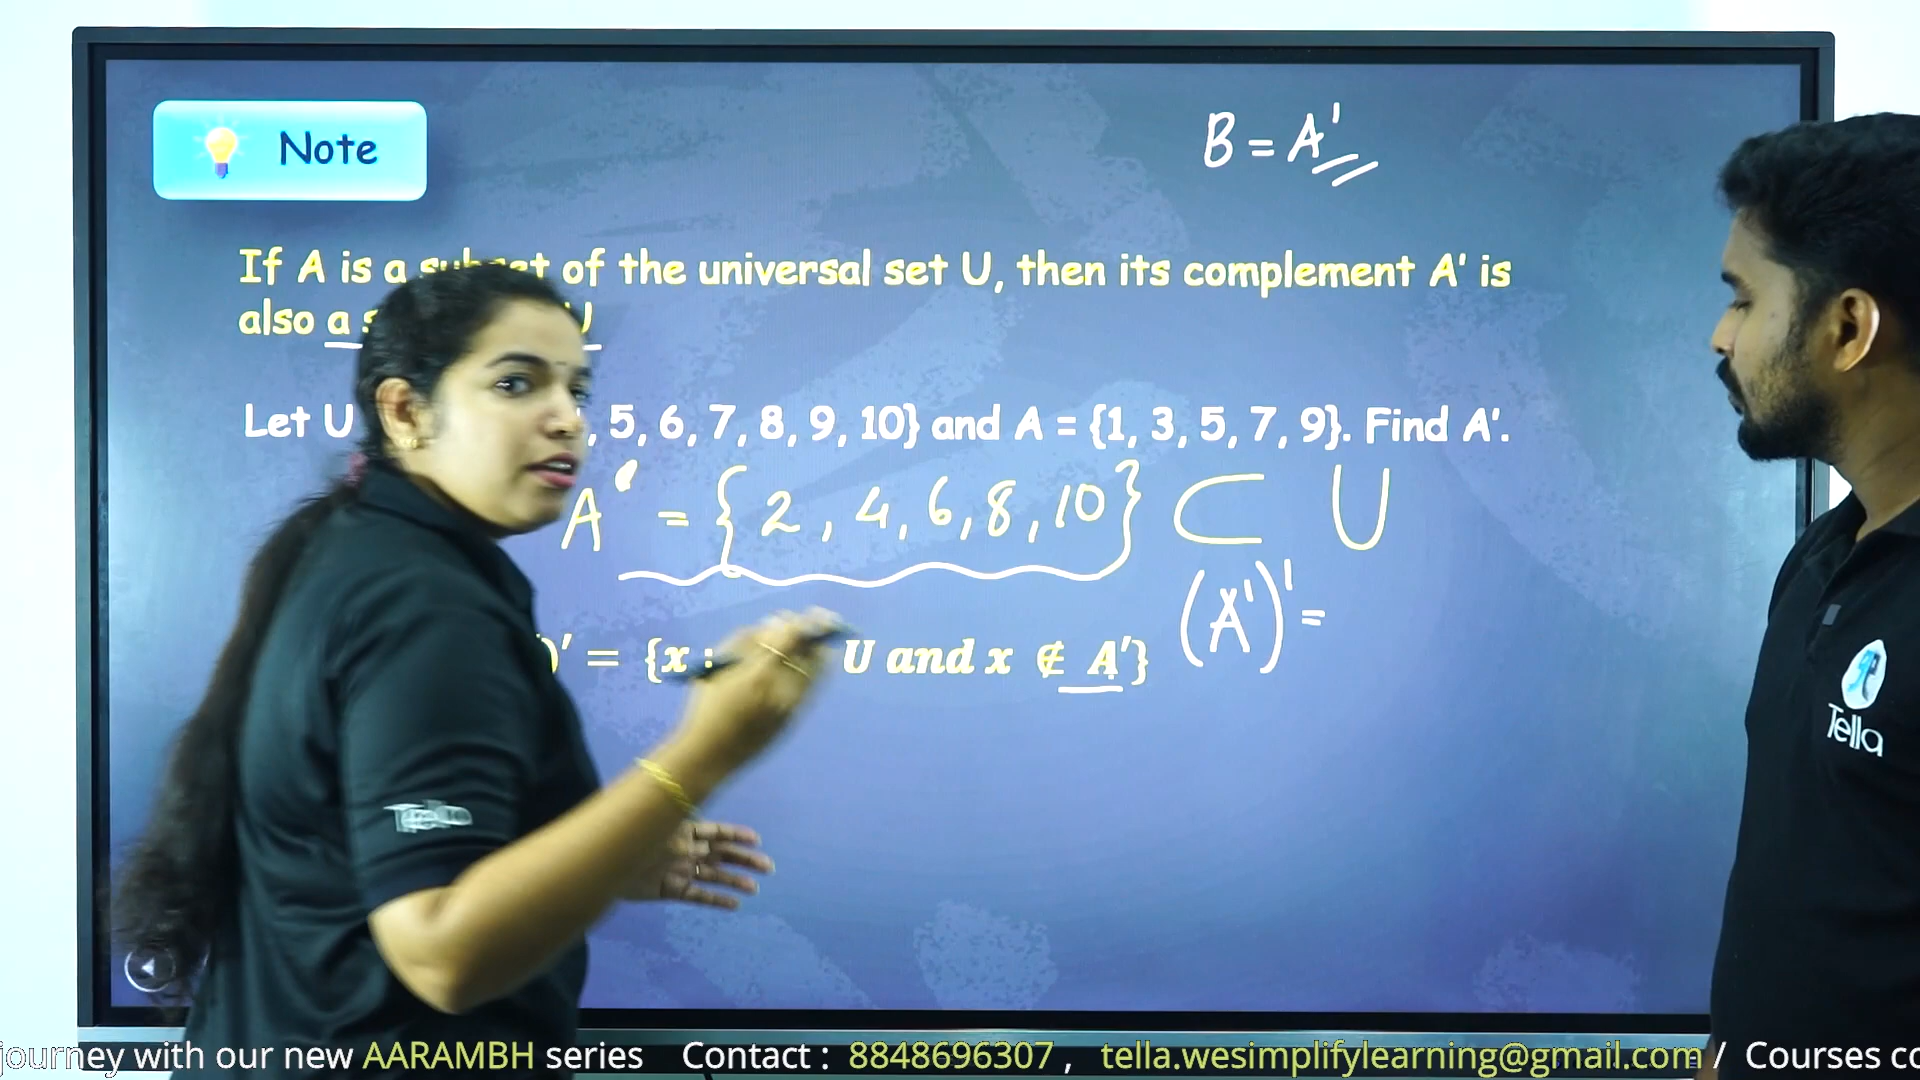 Note
B = A'
If A is a of the universal set U, then its complement A' is
also a U
Let U 5, 6, 7, 8, 9, 10} and A = {1, 3, 5, 7, 9}. Find A'.
A' = {2, 4, 6, 8, 10} ⊂ U
(A')' =
)' = {x : U and x ∉ A'}
Tella
Tella
journey with our new AARAMBH series Contact : 8848696307 , tella.wesimplifylearning@gmail.com / Courses co